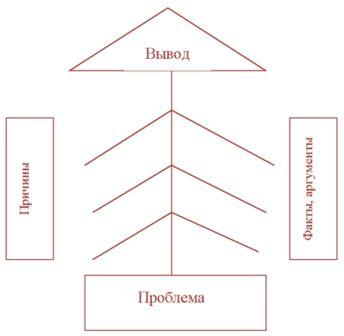 Вывод
Причины
Факты, аргументы
Проблема